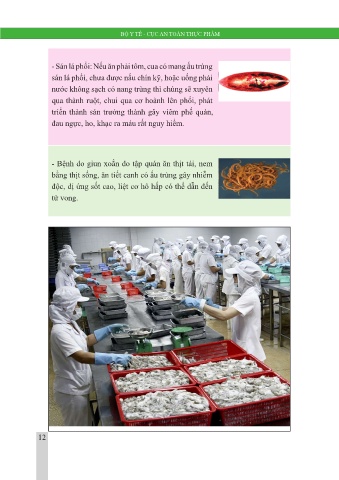 BỘ Y TẾ - CỤC AN TOÀN THỰC PHẨM
- Sán lá phổi: Nếu ăn phải tôm, cua có mang ấu trùng
sán lá phổi, chưa được nấu chín kỹ, hoặc uống phải
nước không sạch có nang trùng thì chúng sẽ xuyên
qua thành ruột, chui qua cơ hoành lên phổi, phát
triển thành sán trưởng thành gây viêm phế quản,
đau ngực, ho, khạc ra máu rất nguy hiểm.
- Bệnh do giun xoắn do tập quán ăn thịt tái, nem
bằng thịt sống, ăn tiết canh có ấu trùng gây nhiễm
độc, dị ứng sốt cao, liệt cơ hô hấp có thể dẫn đến
tử vong.
12